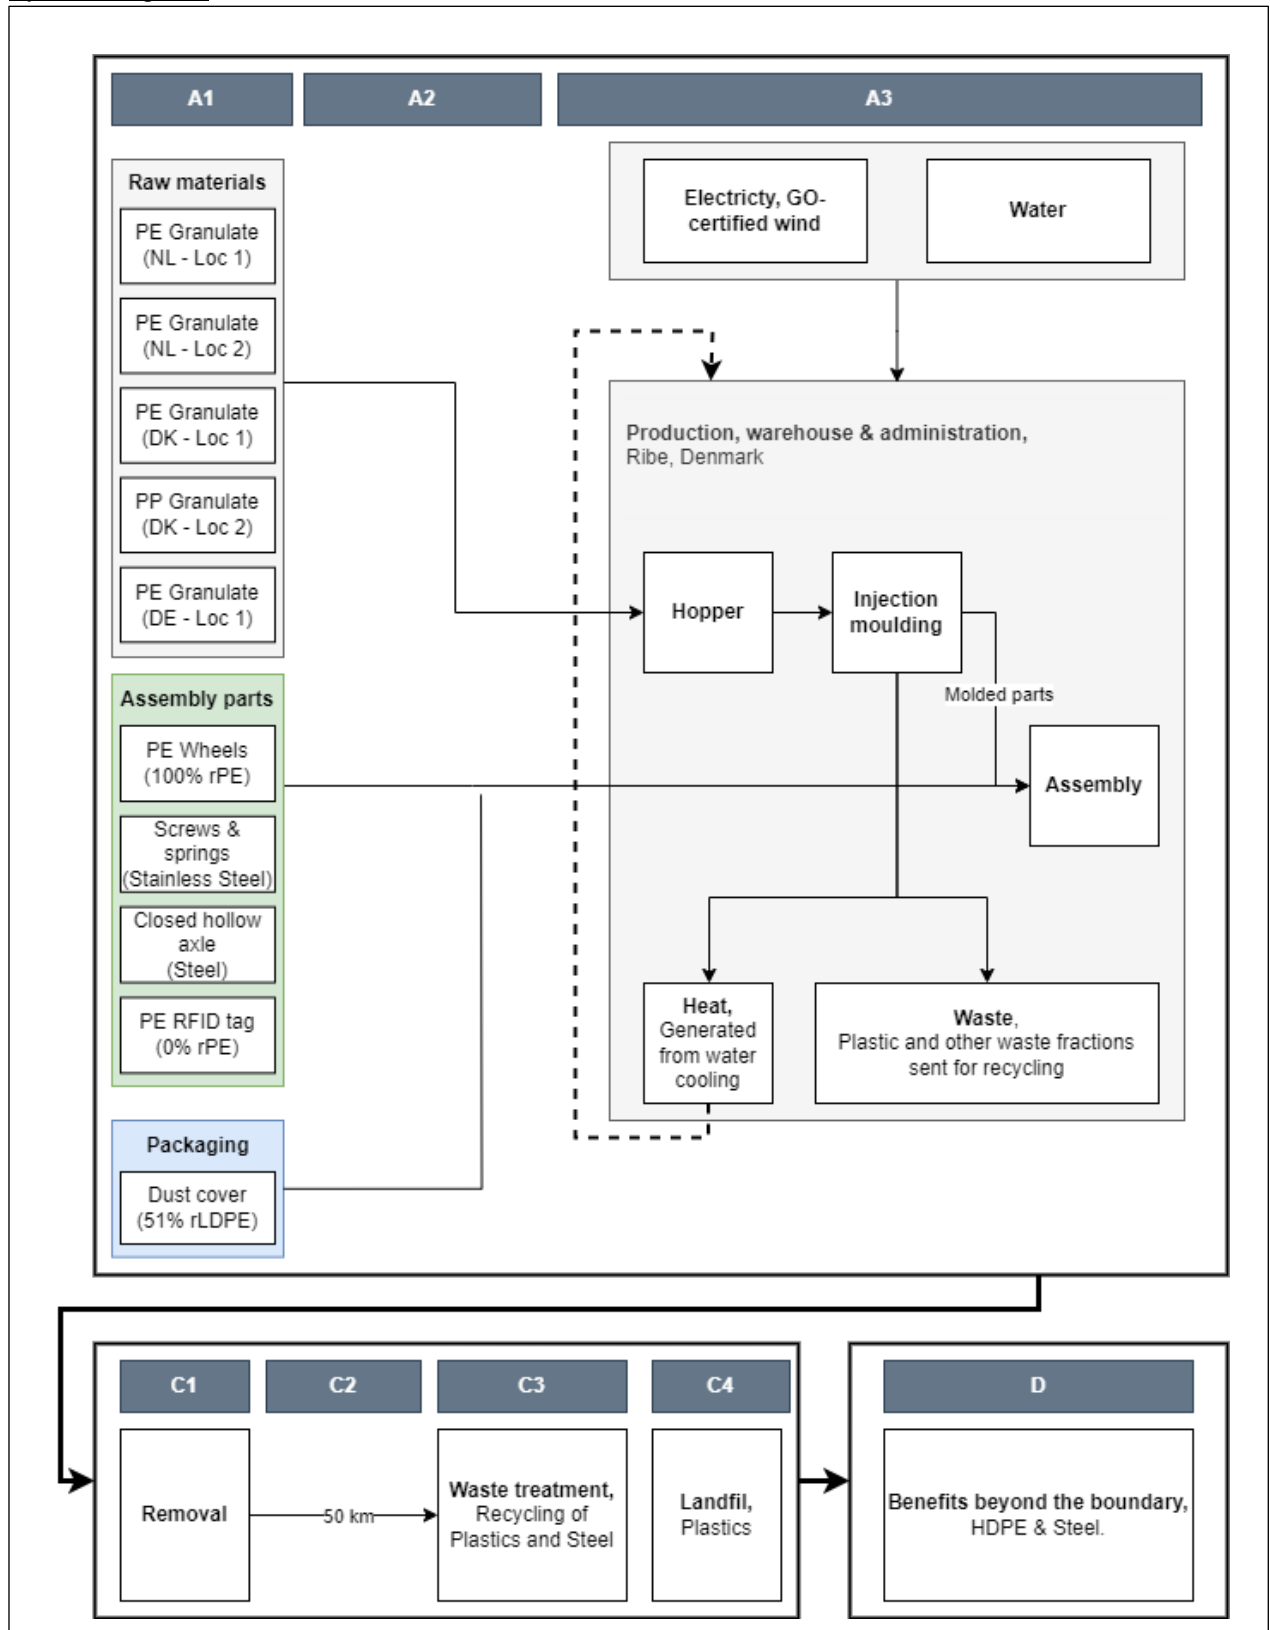 A1
A2
A3
Raw materials
PE Granulate
(NL - Loc 1)
PE Granulate
(NL - Loc 2)
PE Granulate
(DK - Loc 1)
PP Granulate
(DK - Loc 2)
PE Granulate
(DE - Loc 1)
Assembly parts
PE Wheels
(100% rPE)
Screws &
springs
(Stainless Steel)
Closed hollow
axle
(Steel)
PE RFID tag
(0% rPE)
Packaging
Dust cover
(51% rLDPE)
Electricty, GO-
certified wind
Water
Production, warehouse & administration,
Ribe, Denmark
Hopper
Injection
moulding
Molded parts
Assembly
Heat,
Generated
from water
cooling
Waste,
Plastic and other waste fractions
sent for recycling
C1
C2
C3
C4
D
Removal
50 km
Waste treatment,
Recycling of
Plastics and Steel
Landfil,
Plastics
Benefits beyond the boundary,
HDPE & Steel.